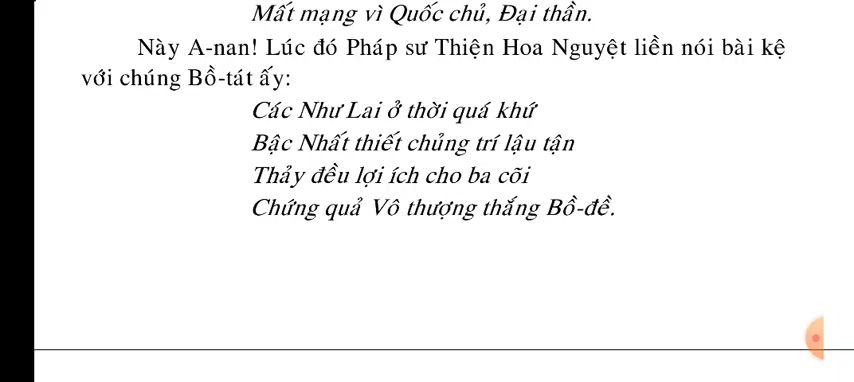 Mất mạng vì Quốc chủ, Đại thần.
Này A-nan! Lúc đó Pháp sư Thiện Hoa Nguyệt liền nói bài kệ
với chúng Bồ-tát ấy:
Các Như Lai ở thời quá khứ
Bậc Nhất thiết chủng trí lậu tận
Thảy đều lợi ích cho ba cõi
Chứng quả Vô thượng thắng Bồ-đề.